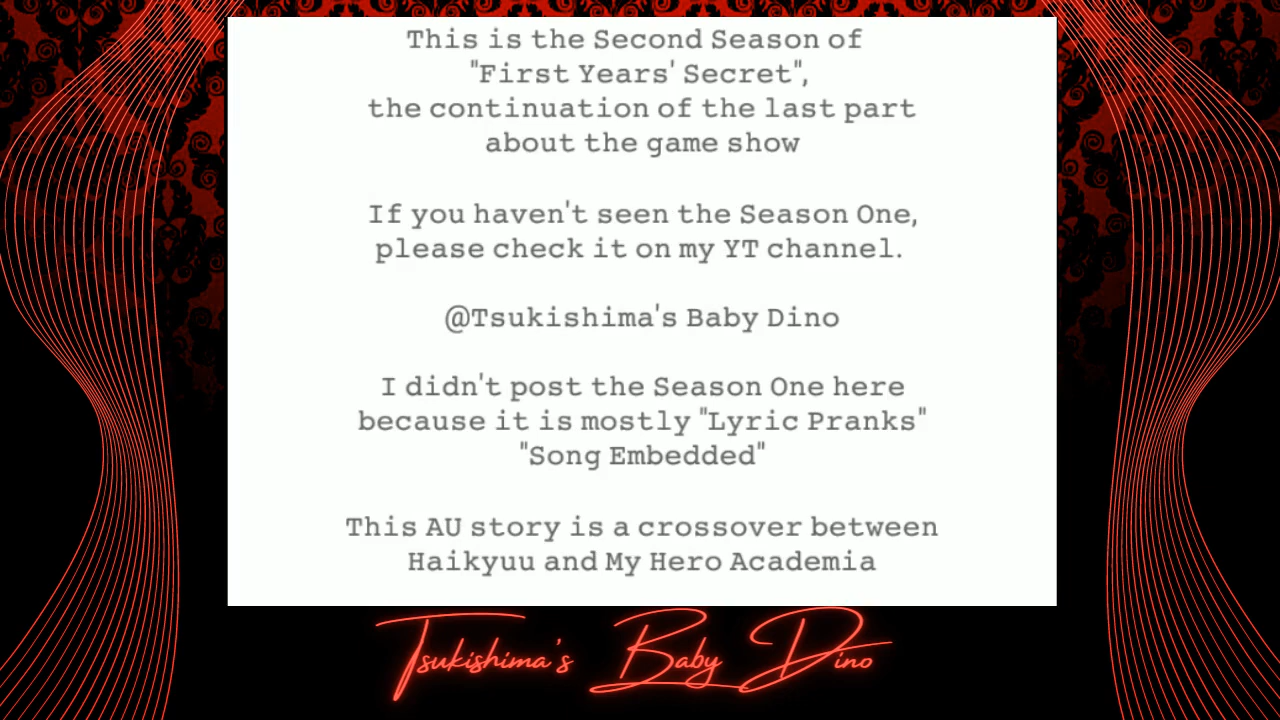 This is the Second Season of
"First Years' Secret",
the continuation of the last part
about the game show
If you haven't seen the Season One,
please check it on my YT channel.
@Tsukishima's Baby Dino
I didn't post the Season One here
because it is mostly "Lyric Pranks"
"Song Embedded"
This AU story is a crossover between
Haikyuu and My Hero Academia
Tsukishima's Baby Dino